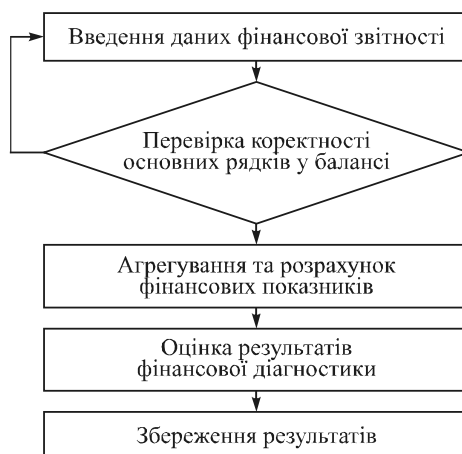 Введення даних фінансової звітності
Перевірка коректності
основних рядків у балансі
Агрегування та розрахунок
фінансових показників
Оцінка результатів
фінансової діагностики
Збереження результатів